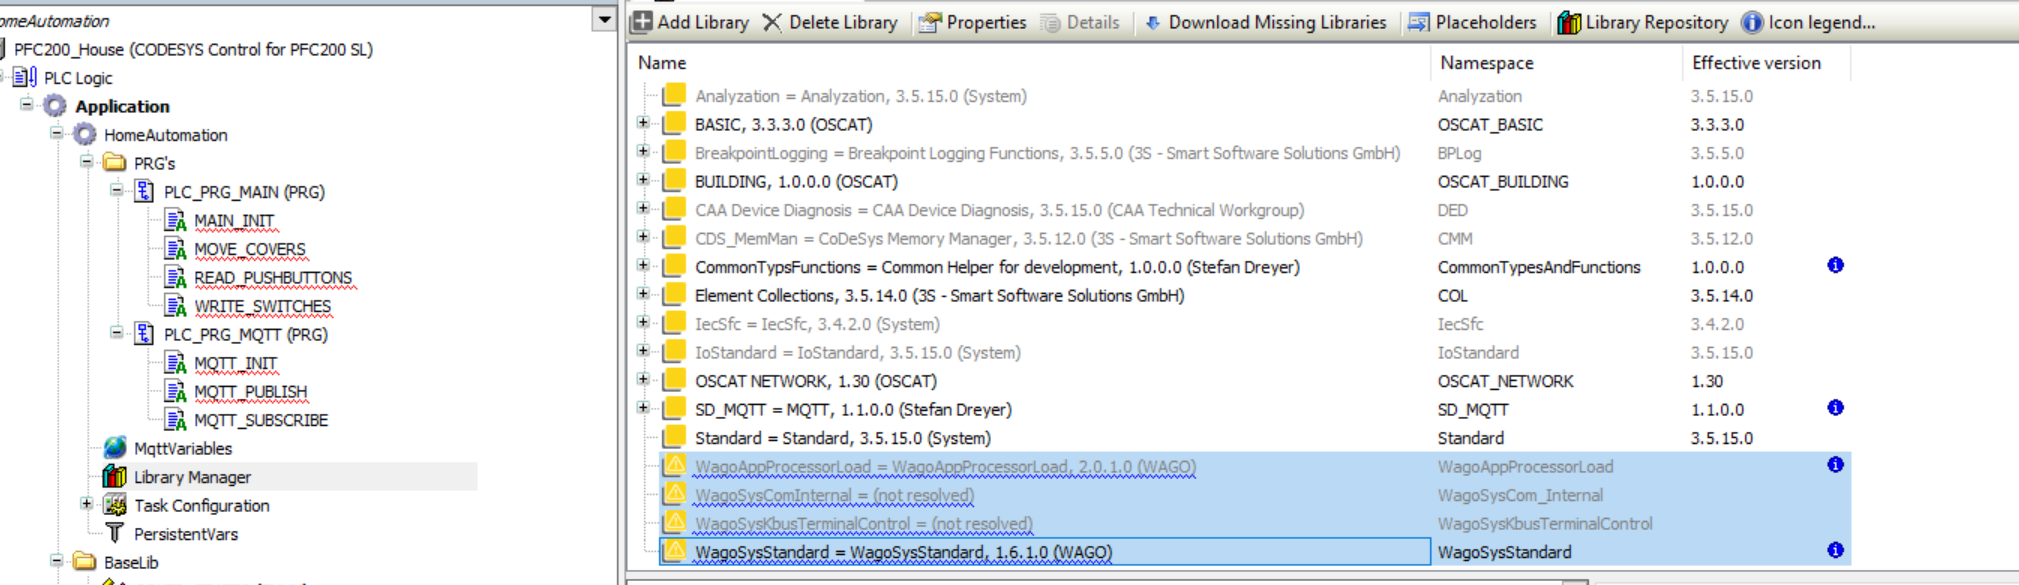 omeAutomation
PFC200_House (CODESYS Control for PFC200 SL)
PLC Logic
Application
HomeAutomation
PRG's
PLC_PRG_MAIN (PRG)
MAIN_INIT
MOVE_COVERS
READ_PUSHBUTTONS
WRITE_SWITCHES
PLC_PRG_MQTT (PRG)
MQTT_INIT
MQTT_PUBLISH
MQTT_SUBSCRIBE
MqttVariables
Library Manager
Task Configuration
PersistentVars
BaseLib
Add Library Delete Library Properties Details Download Missing Libraries Placeholders Library Repository Icon legend...
Name Namespace Effective version
Analyzation = Analyzation, 3.5.15.0 (System) Analyzation 3.5.15.0
BASIC, 3.3.3.0 (OSCAT) OSCAT_BASIC 3.3.3.0
BreakpointLogging = Breakpoint Logging Functions, 3.5.5.0 (3S - Smart Software Solutions GmbH) BPLog 3.5.5.0
BUILDING, 1.0.0.0 (OSCAT) OSCAT_BUILDING 1.0.0.0
CAA Device Diagnosis = CAA Device Diagnosis, 3.5.15.0 (CAA Technical Workgroup) DED 3.5.15.0
CDS_MemMan = CoDeSys Memory Manager, 3.5.12.0 (3S - Smart Software Solutions GmbH) CMM 3.5.12.0
CommonTypsFunctions = Common Helper for development, 1.0.0.0 (Stefan Dreyer) CommonTypesAndFunctions 1.0.0.0
Element Collections, 3.5.14.0 (3S - Smart Software Solutions GmbH) COL 3.5.14.0
IecSfc = IecSfc, 3.4.2.0 (System) IecSfc 3.4.2.0
IoStandard = IoStandard, 3.5.15.0 (System) IoStandard 3.5.15.0
OSCAT NETWORK, 1.30 (OSCAT) OSCAT_NETWORK 1.30
SD_MQTT = MQTT, 1.1.0.0 (Stefan Dreyer) SD_MQTT 1.1.0.0
Standard = Standard, 3.5.15.0 (System) Standard 3.5.15.0
WagoAppProcessorLoad = WagoAppProcessorLoad, 2.0.1.0 (WAGO) WagoAppProcessorLoad
WagoSysComInternal = (not resolved) WagoSysCom_Internal
WagoSysKbusTerminalControl = (not resolved) WagoSysKbusTerminalControl
WagoSysStandard = WagoSysStandard, 1.6.1.0 (WAGO) WagoSysStandard